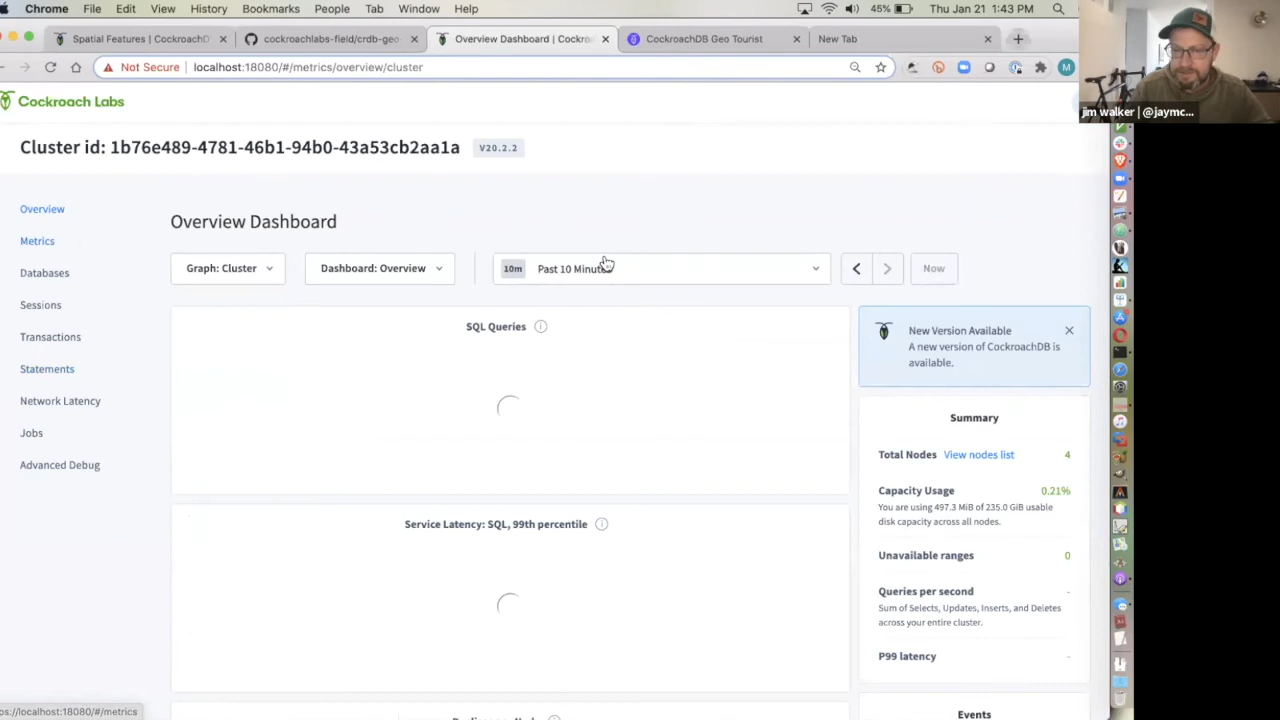 Chrome File Edit View History Bookmarks People Tab Window Help 45% Thu Jan 21 1:43 PM
Spatial Features | CockroachD
cockroachlabs-field/crdb-geo
Overview Dashboard | Cockro
CockroachDB Geo Tourist
New Tab
Not Secure localhost:18080/#/metrics/overview/cluster M
jim walker | @jaymc...
Cockroach Labs
Cluster id: 1b76e489-4781-46b1-94b0-43a53cb2aa1a V20.2.2
Overview
Metrics
Databases
Sessions
Transactions
Statements
Network Latency
Jobs
Advanced Debug
Overview Dashboard
Graph: Cluster Dashboard: Overview 10m Past 10 Minutes Now
SQL Queries
Service Latency: SQL, 99th percentile
New Version Available
A new version of CockroachDB is
available.
Summary
Total Nodes View nodes list 4
Capacity Usage 0.21%
You are using 497.3 MiB of 235.0 GiB usable
disk capacity across all nodes.
Unavailable ranges 0
Queries per second -
Sum of Selects, Updates, Inserts, and Deletes
across your entire cluster.
P99 latency -
Events
ps://localhost:18080/#/metrics